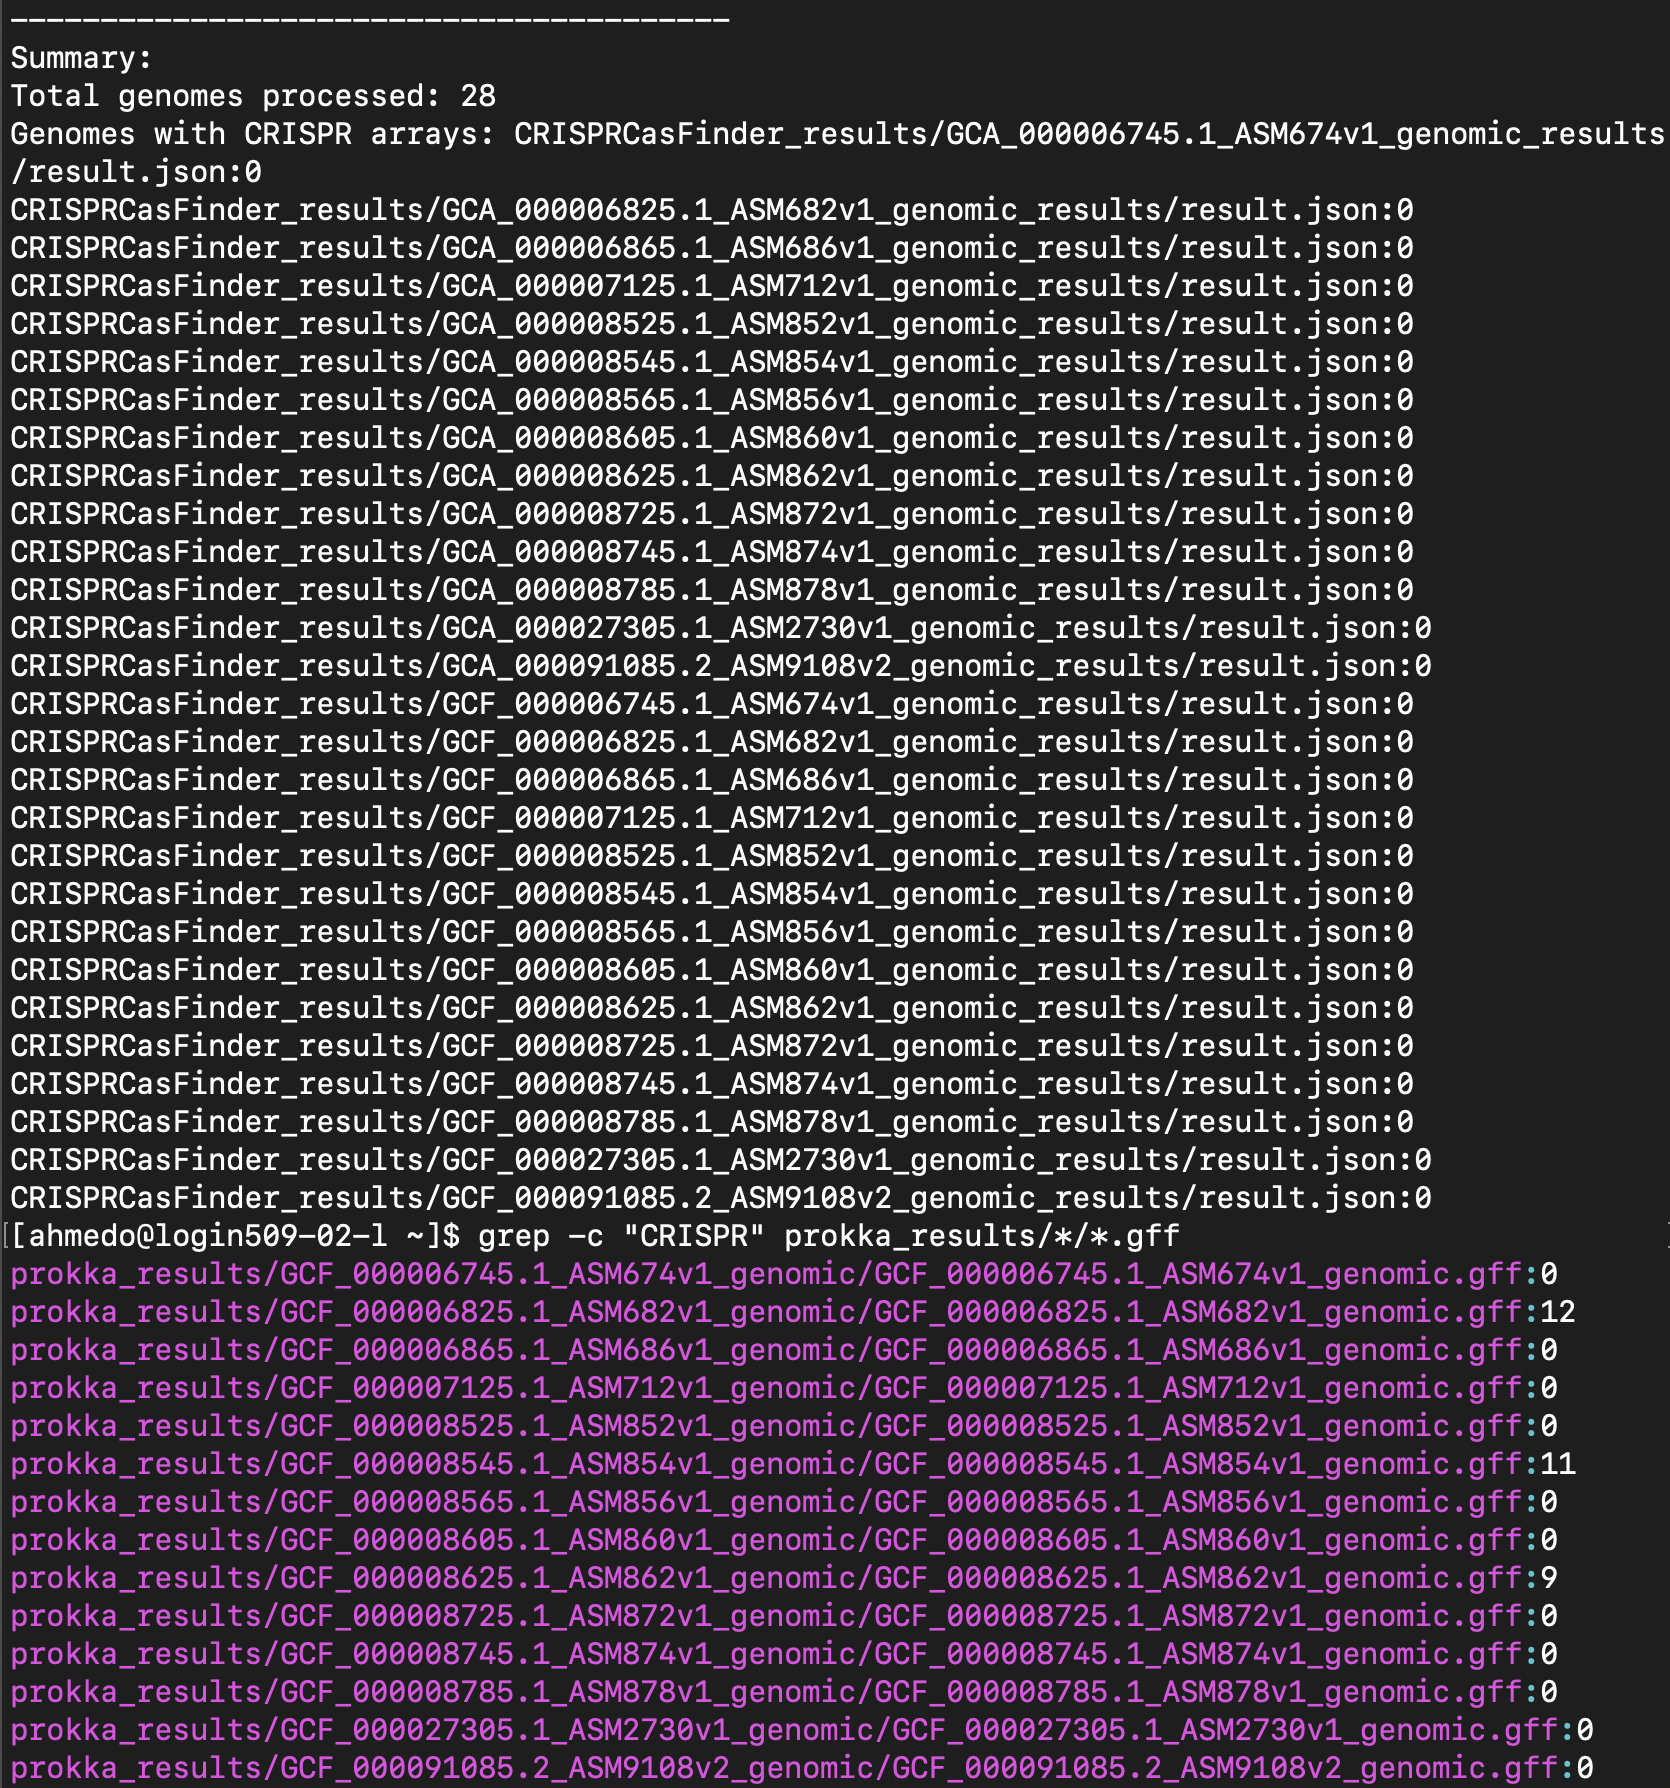 ----------------------------------------
Summary:
Total genomes processed: 28
Genomes with CRISPR arrays: CRISPRCasFinder_results/GCA_000006745.1_ASM674v1_genomic_results
/result.json:0
CRISPRCasFinder_results/GCA_000006825.1_ASM682v1_genomic_results/result.json:0
CRISPRCasFinder_results/GCA_000006865.1_ASM686v1_genomic_results/result.json:0
CRISPRCasFinder_results/GCA_000007125.1_ASM712v1_genomic_results/result.json:0
CRISPRCasFinder_results/GCA_000008525.1_ASM852v1_genomic_results/result.json:0
CRISPRCasFinder_results/GCA_000008545.1_ASM854v1_genomic_results/result.json:0
CRISPRCasFinder_results/GCA_000008565.1_ASM856v1_genomic_results/result.json:0
CRISPRCasFinder_results/GCA_000008605.1_ASM860v1_genomic_results/result.json:0
CRISPRCasFinder_results/GCA_000008625.1_ASM862v1_genomic_results/result.json:0
CRISPRCasFinder_results/GCA_000008725.1_ASM872v1_genomic_results/result.json:0
CRISPRCasFinder_results/GCA_000008745.1_ASM874v1_genomic_results/result.json:0
CRISPRCasFinder_results/GCA_000008785.1_ASM878v1_genomic_results/result.json:0
CRISPRCasFinder_results/GCA_000027305.1_ASM2730v1_genomic_results/result.json:0
CRISPRCasFinder_results/GCA_000091085.2_ASM9108v2_genomic_results/result.json:0
CRISPRCasFinder_results/GCF_000006745.1_ASM674v1_genomic_results/result.json:0
CRISPRCasFinder_results/GCF_000006825.1_ASM682v1_genomic_results/result.json:0
CRISPRCasFinder_results/GCF_000006865.1_ASM686v1_genomic_results/result.json:0
CRISPRCasFinder_results/GCF_000007125.1_ASM712v1_genomic_results/result.json:0
CRISPRCasFinder_results/GCF_000008525.1_ASM852v1_genomic_results/result.json:0
CRISPRCasFinder_results/GCF_000008545.1_ASM854v1_genomic_results/result.json:0
CRISPRCasFinder_results/GCF_000008565.1_ASM856v1_genomic_results/result.json:0
CRISPRCasFinder_results/GCF_000008605.1_ASM860v1_genomic_results/result.json:0
CRISPRCasFinder_results/GCF_000008625.1_ASM862v1_genomic_results/result.json:0
CRISPRCasFinder_results/GCF_000008725.1_ASM872v1_genomic_results/result.json:0
CRISPRCasFinder_results/GCF_000008745.1_ASM874v1_genomic_results/result.json:0
CRISPRCasFinder_results/GCF_000008785.1_ASM878v1_genomic_results/result.json:0
CRISPRCasFinder_results/GCF_000027305.1_ASM2730v1_genomic_results/result.json:0
CRISPRCasFinder_results/GCF_000091085.2_ASM9108v2_genomic_results/result.json:0
[[ahmedo@login509-02-l ~]$ grep -c "CRISPR" prokka_results/*/*.gff
prokka_results/GCF_000006745.1_ASM674v1_genomic/GCF_000006745.1_ASM674v1_genomic.gff:0
prokka_results/GCF_000006825.1_ASM682v1_genomic/GCF_000006825.1_ASM682v1_genomic.gff:12
prokka_results/GCF_000006865.1_ASM686v1_genomic/GCF_000006865.1_ASM686v1_genomic.gff:0
prokka_results/GCF_000007125.1_ASM712v1_genomic/GCF_000007125.1_ASM712v1_genomic.gff:0
prokka_results/GCF_000008525.1_ASM852v1_genomic/GCF_000008525.1_ASM852v1_genomic.gff:0
prokka_results/GCF_000008545.1_ASM854v1_genomic/GCF_000008545.1_ASM854v1_genomic.gff:11
prokka_results/GCF_000008565.1_ASM856v1_genomic/GCF_000008565.1_ASM856v1_genomic.gff:0
prokka_results/GCF_000008605.1_ASM860v1_genomic/GCF_000008605.1_ASM860v1_genomic.gff:0
prokka_results/GCF_000008625.1_ASM862v1_genomic/GCF_000008625.1_ASM862v1_genomic.gff:9
prokka_results/GCF_000008725.1_ASM872v1_genomic/GCF_000008725.1_ASM872v1_genomic.gff:0
prokka_results/GCF_000008745.1_ASM874v1_genomic/GCF_000008745.1_ASM874v1_genomic.gff:0
prokka_results/GCF_000008785.1_ASM878v1_genomic/GCF_000008785.1_ASM878v1_genomic.gff:0
prokka_results/GCF_000027305.1_ASM2730v1_genomic/GCF_000027305.1_ASM2730v1_genomic.gff:0
prokka_results/GCF_000091085.2_ASM9108v2_genomic/GCF_000091085.2_ASM9108v2_genomic.gff:0